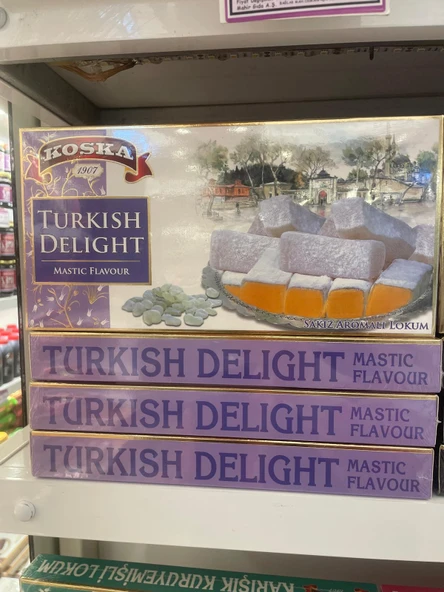 KOSKA
1907
TURKISH
DELIGHT
MASTIC FLAVOUR
SAKIZ AROMALI LOKUM
TURKISH DELIGHT MASTIC
FLAVOUR
TURKISH DELIGHT MASTIC
FLAVOUR
TURKISH DELIGHT MASTIC
FLAVOUR
KARIŞIK KURUYEMİŞLİ LOKUM